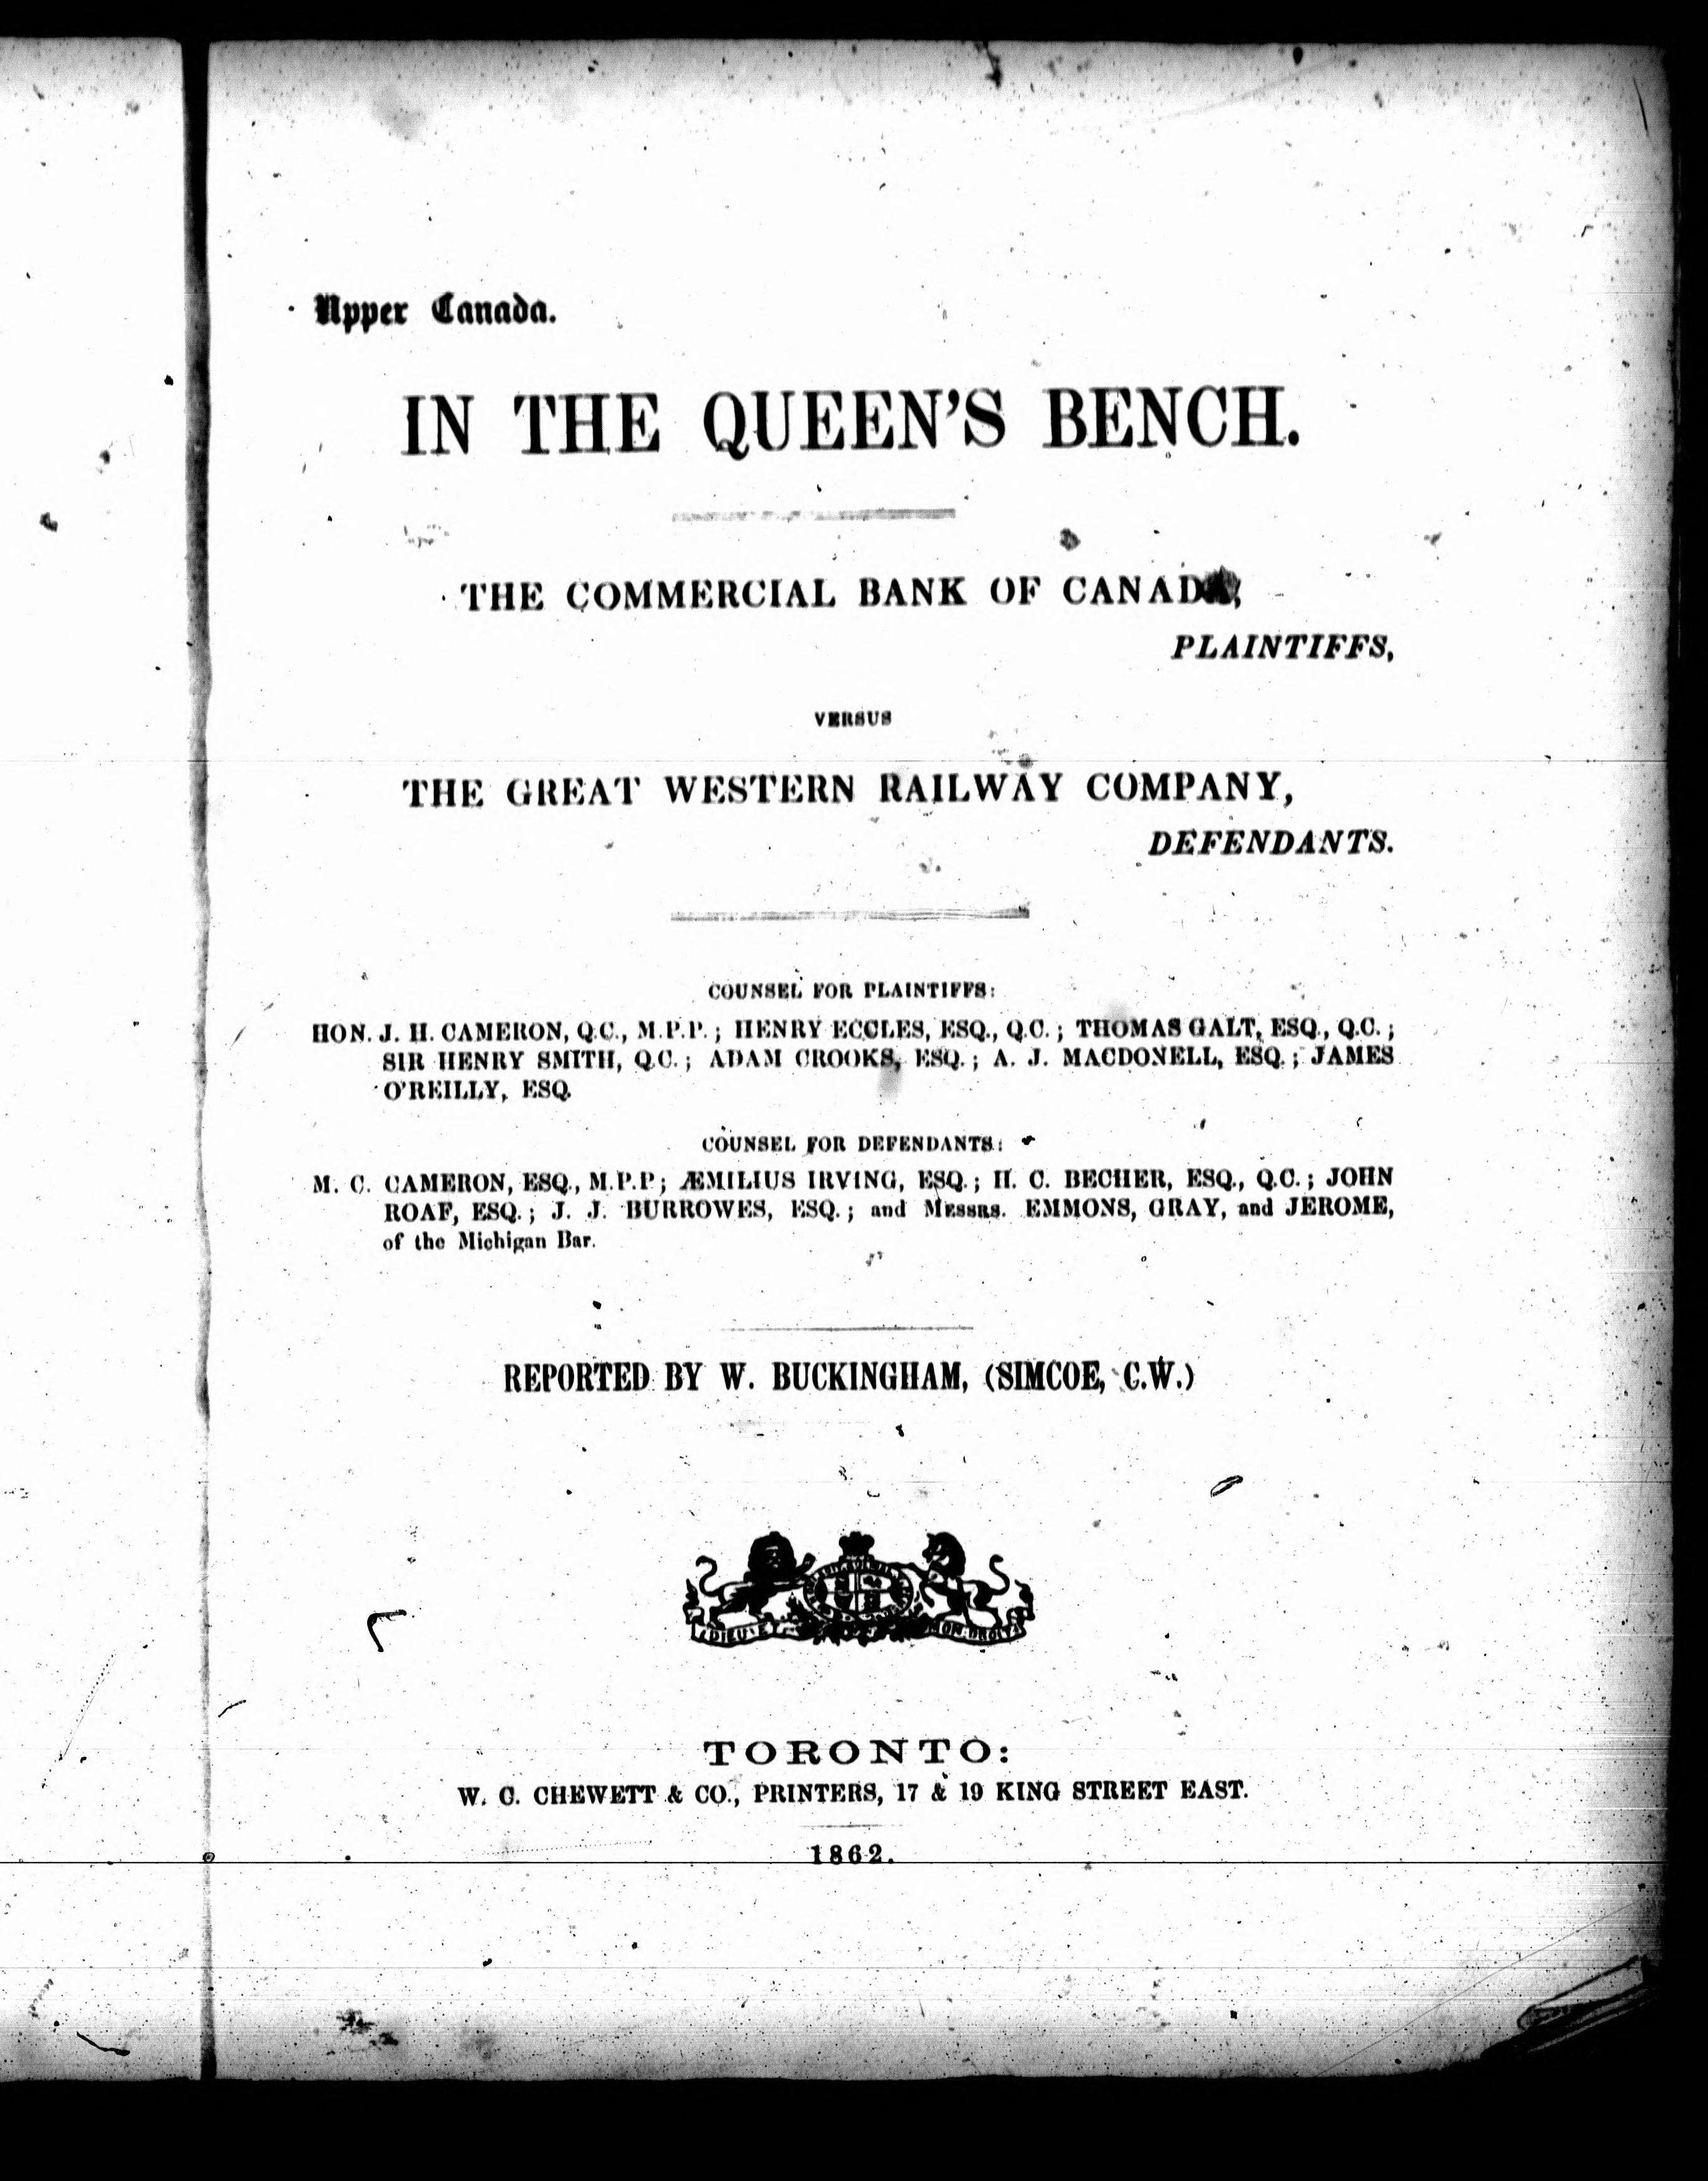 Upper Canada.
IN THE QUEEN'S BENCH.
THE COMMERCIAL BANK OF CANADA,
PLAINTIFFS,
VERSUS
THE GREAT WESTERN RAILWAY COMPANY,
DEFENDANTS.
COUNSEL FOR PLAINTIFFS:
HON. J. H. CAMERON, Q.C., M.P.P.; HENRY ECCLES, ESQ., Q.C.; THOMAS GALT, ESQ., Q.C.;
SIR HENRY SMITH, Q.C.; ADAM CROOKS, ESQ.; A. J. MACDONELL, ESQ.; JAMES
O'REILLY, ESQ.
COUNSEL FOR DEFENDANTS:
M. C. CAMERON, ESQ., M.P.P; ÆMILIUS IRVING, ESQ.; H. C. BECHER, ESQ., Q.C.; JOHN
ROAF, ESQ.; J. J. BURROWES, ESQ.; and MESSRS. EMMONS, GRAY, and JEROME,
of the Michigan Bar.
REPORTED BY W. BUCKINGHAM, (SIMCOE, C.W.)
DIEU ET MON DROIT
TORONTO:
W. C. CHEWETT & CO., PRINTERS, 17 & 19 KING STREET EAST.
1862.